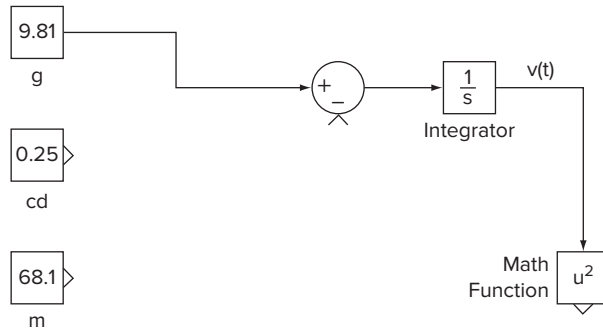 9.81
g
+
−
1
s
Integrator
v(t)
0.25
cd
68.1
m
Math
Function
u²